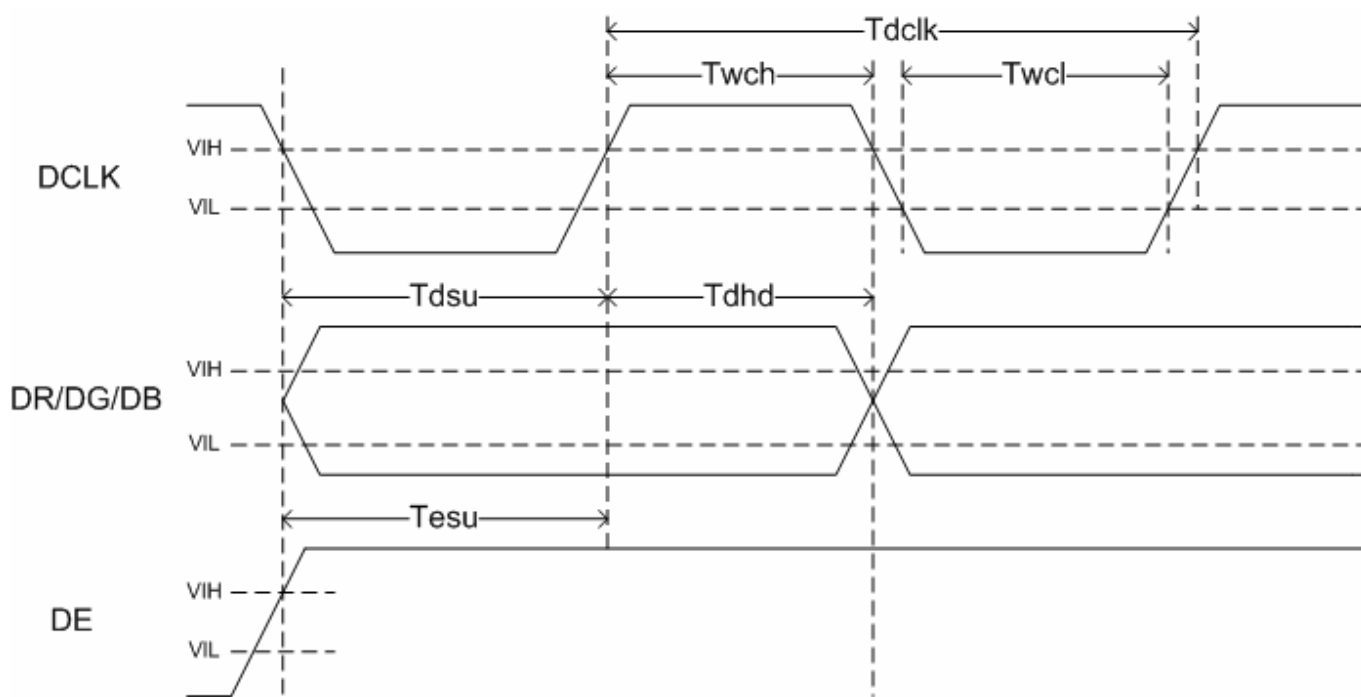 Tdclk
Twch
Twcl
VIH
DCLK
VIL
Tdsu
Tdhd
VIH
DR/DG/DB
VIL
Tesu
VIH
DE
VIL